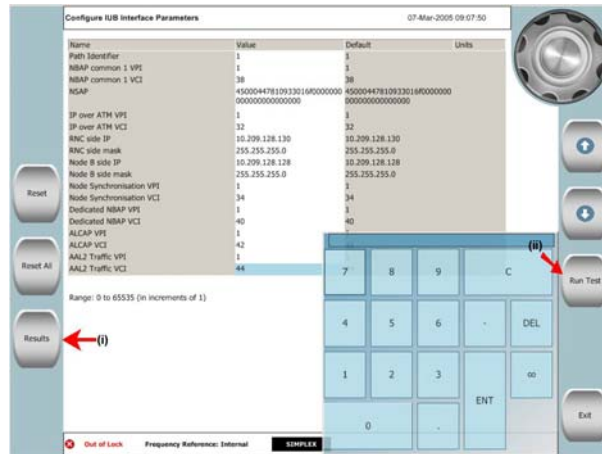 Configure IUB Interface Parameters 07-Mar-2005 09:07:50
Name Value Default Units
Path Identifier 1 1
NBAP common 1 VPI 1 1
NBAP common 1 VCI 38 38
NSAP 45000447810933016f0000000 45000447810933016f0000000
000000000000000 000000000000000
IP over ATM VPI 1 1
IP over ATM VCI 32 32
RNC side IP 10.209.128.130 10.209.128.130
RNC side mask 255.255.255.0 255.255.255.0
Node B side IP 10.209.128.128 10.209.128.128
Node B side mask 255.255.255.0 255.255.255.0
Node Synchronisation VPI 1 1
Node Synchronisation VCI 34 34
Dedicated NBAP VPI 1 1
Dedicated NBAP VCI 40 40
ALCAP VPI 1 1
ALCAP VCI 42
AAL2 Traffic VPI 1
AAL2 Traffic VCI 44
Range: 0 to 65535 (in increments of 1)
Reset
Reset All
Results
(i)
(ii)
Run Test
Exit
7 8 9 C
4 5 6 - DEL
1 2 3 ∞
0 . ENT
Out of Lock Frequency Reference: Internal SIMPLEX